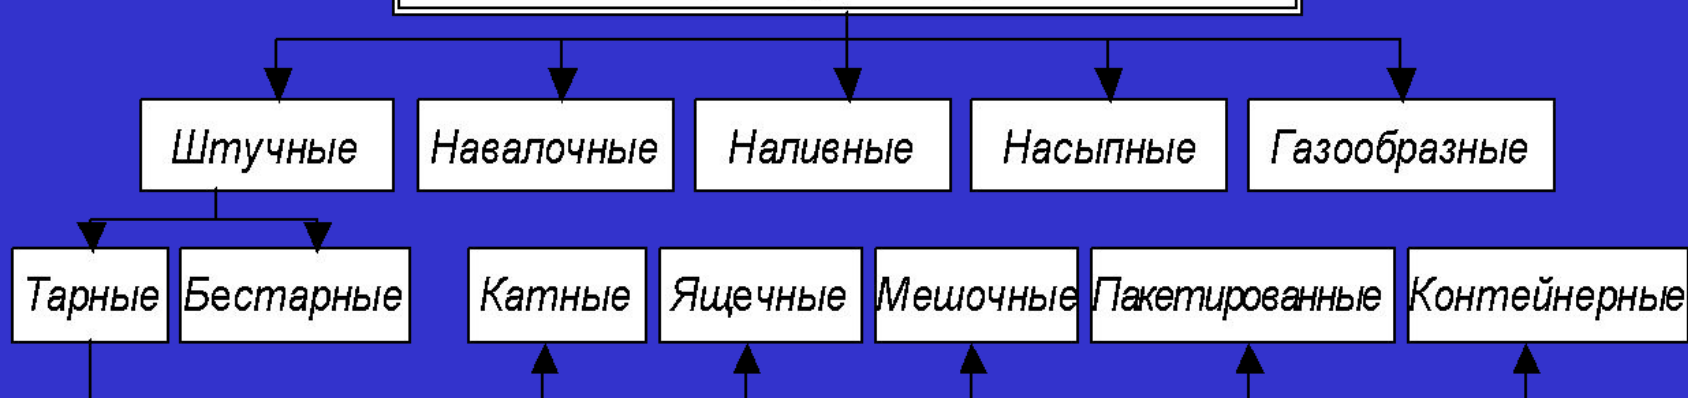 Штучные Навалочные Наливные Насыпные Газообразные
Тарные Бестарные Катные Ящечные Мешочные Пакетированные Контейнерные